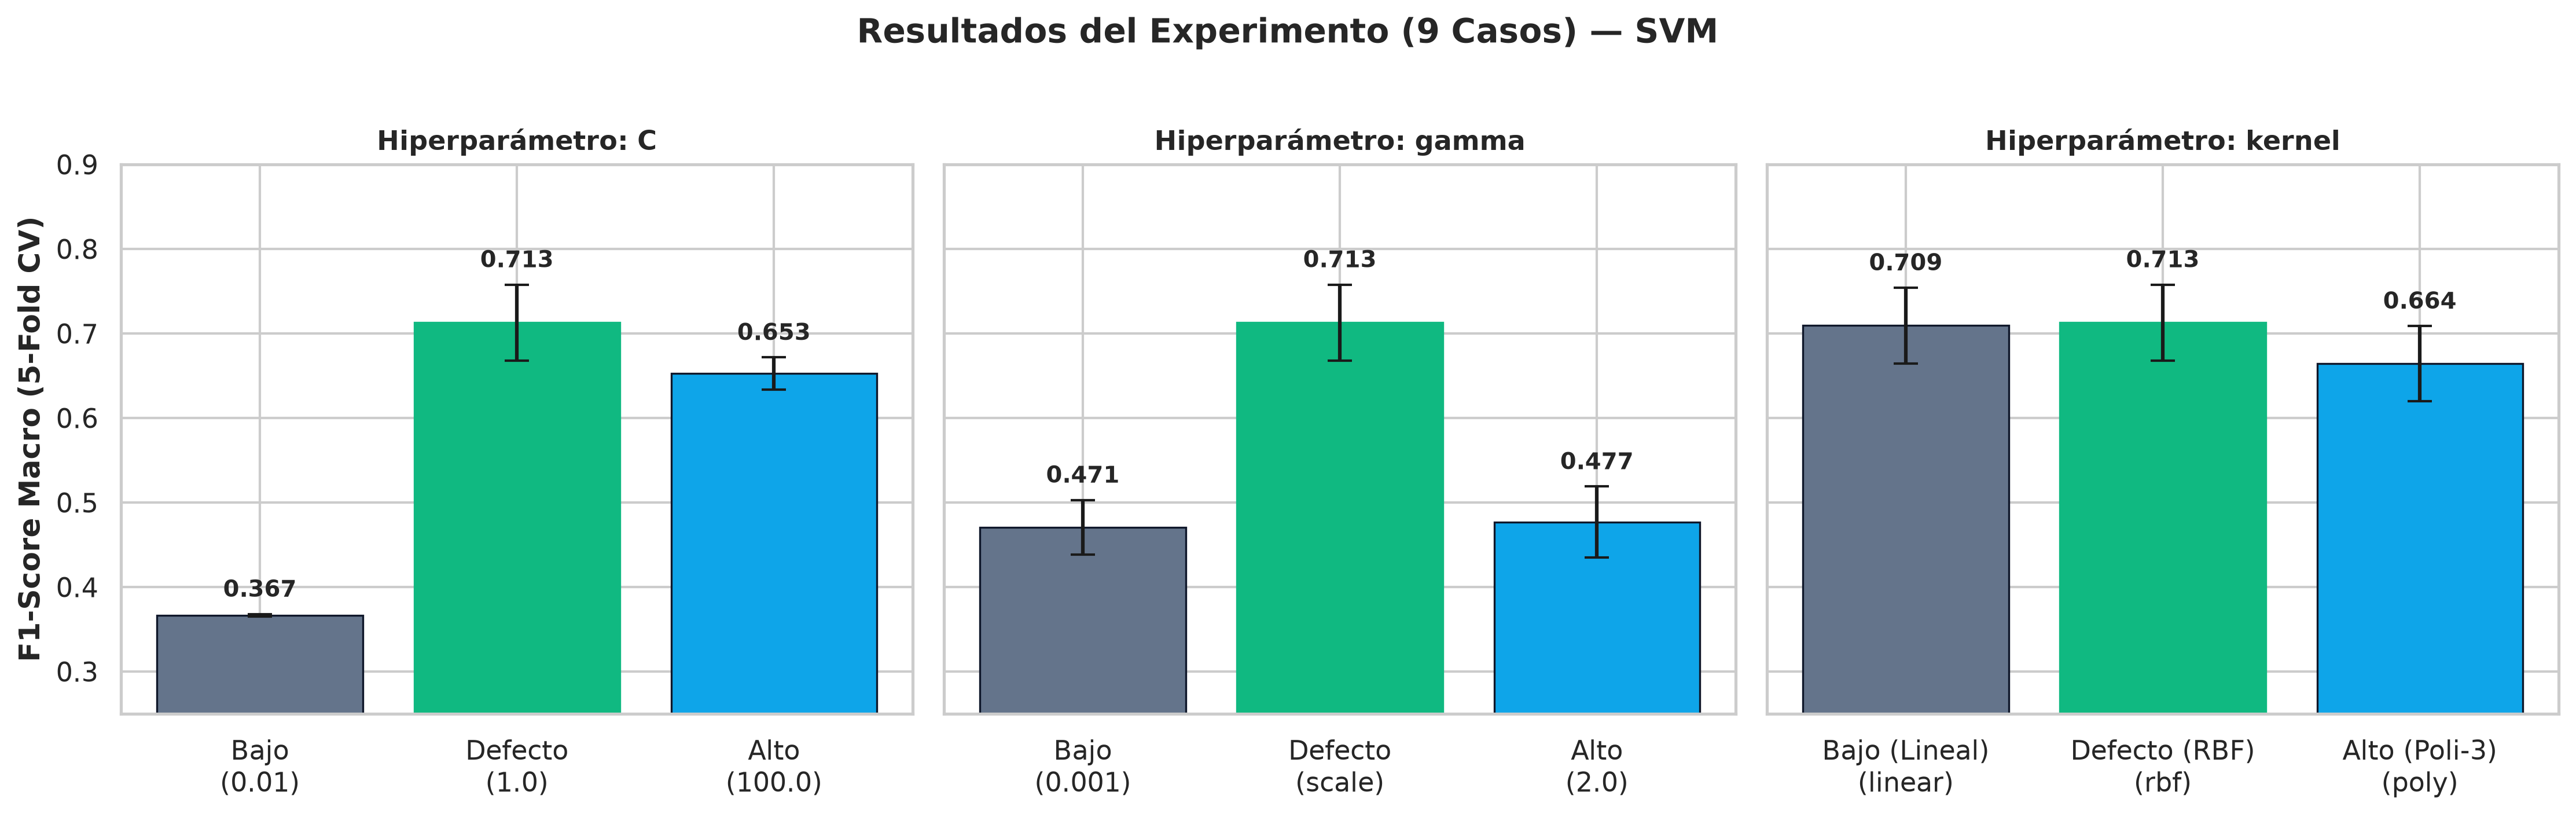 Resultados del Experimento (9 Casos) — SVM
Hiperparámetro: C
F1-Score Macro (5-Fold CV)
0.9
0.8
0.7
0.6
0.5
0.4
0.3
0.367
0.713
0.653
Bajo
(0.01)
Defecto
(1.0)
Alto
(100.0)
Hiperparámetro: gamma
0.471
0.713
0.477
Bajo
(0.001)
Defecto
(scale)
Alto
(2.0)
Hiperparámetro: kernel
0.709
0.713
0.664
Bajo (Lineal)
(linear)
Defecto (RBF)
(rbf)
Alto (Poli-3)
(poly)